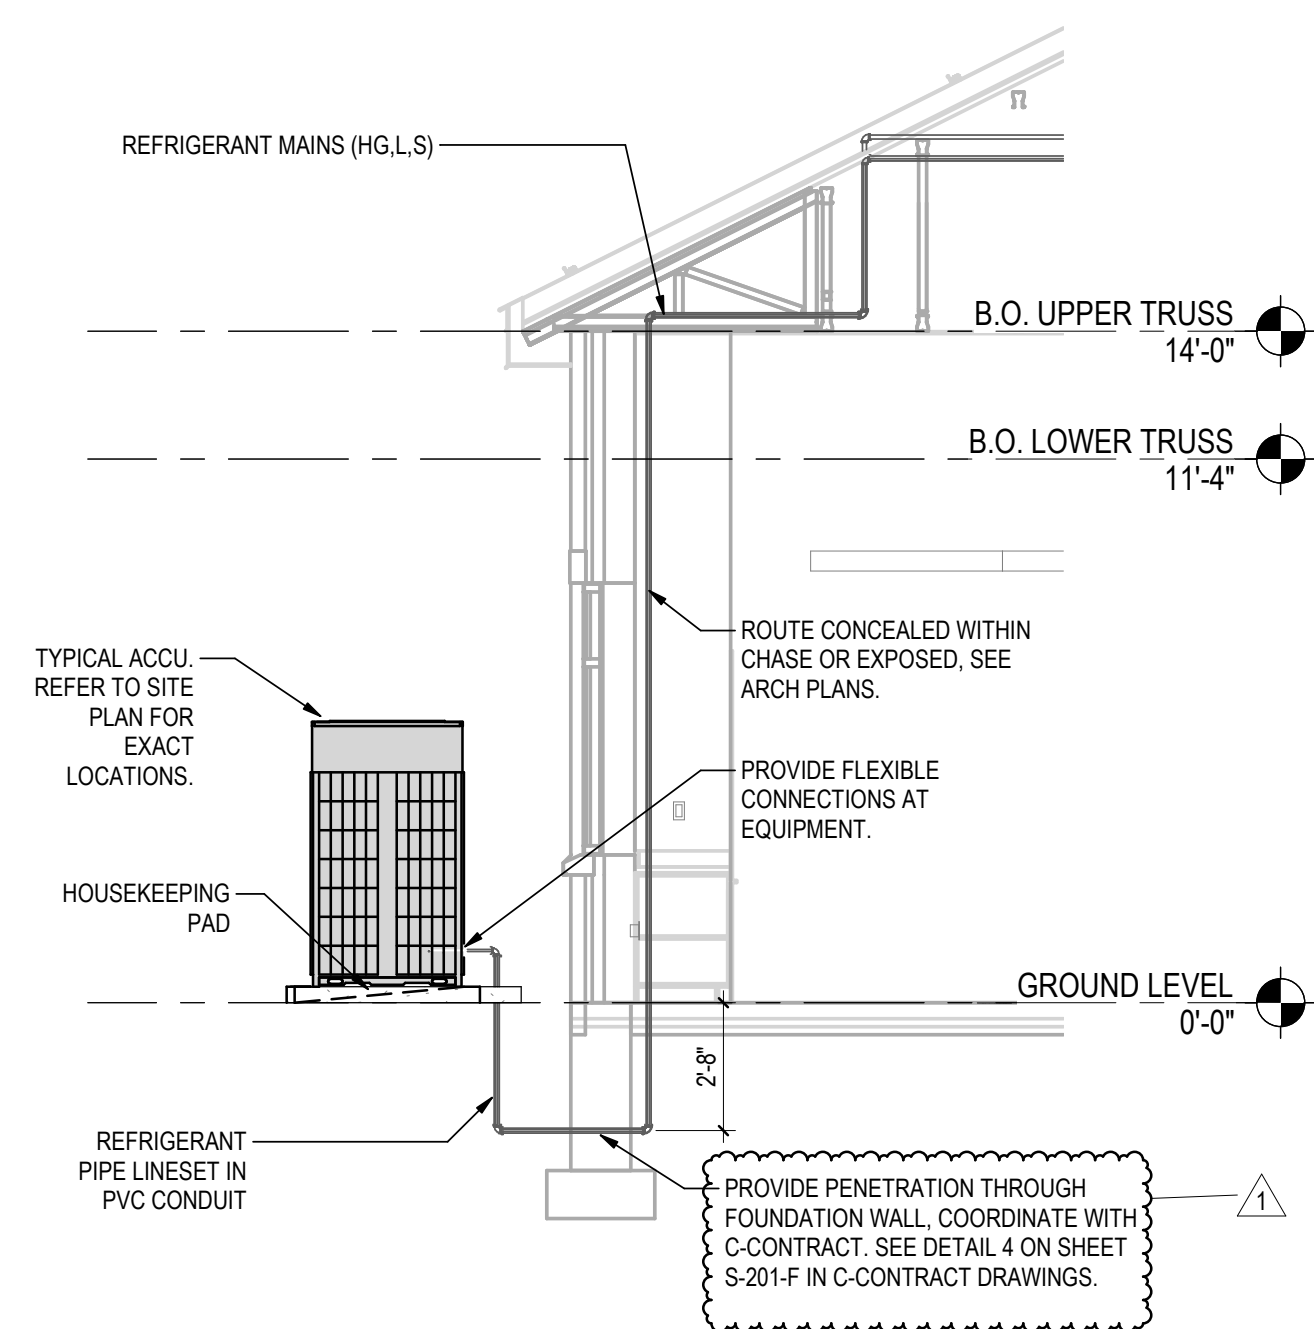 REFRIGERANT MAINS (HG,L,S)
B.O. UPPER TRUSS
14'-0"
B.O. LOWER TRUSS
11'-4"
ROUTE CONCEALED WITHIN
CHASE OR EXPOSED, SEE
ARCH PLANS.
TYPICAL ACCU.
REFER TO SITE
PLAN FOR
EXACT
LOCATIONS.
PROVIDE FLEXIBLE
CONNECTIONS AT
EQUIPMENT.
HOUSEKEEPING
PAD
GROUND LEVEL
0'-0"
2'-8"
REFRIGERANT
PIPE LINESET IN
PVC CONDUIT
PROVIDE PENETRATION THROUGH
FOUNDATION WALL, COORDINATE WITH
C-CONTRACT. SEE DETAIL 4 ON SHEET
S-201-F IN C-CONTRACT DRAWINGS.
1